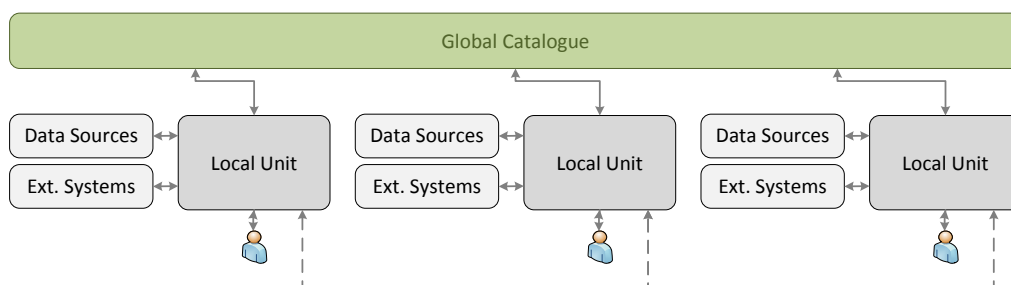 Global Catalogue
Data Sources
Ext. Systems
Local Unit
Data Sources
Ext. Systems
Local Unit
Data Sources
Ext. Systems
Local Unit